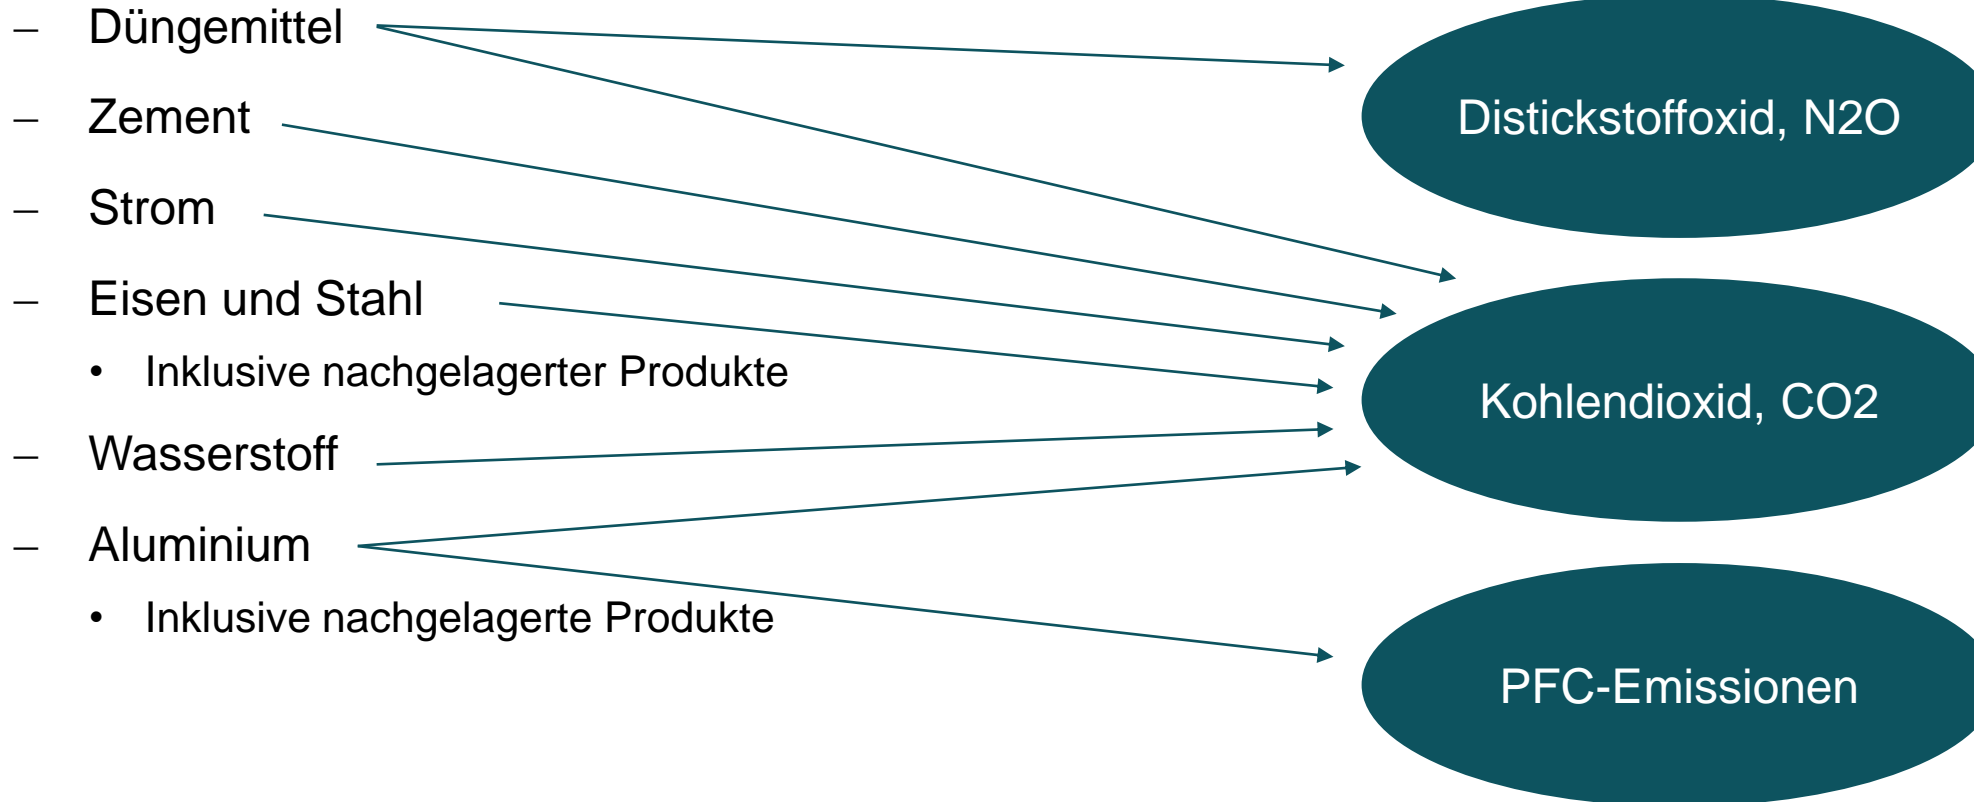 – Düngemittel
– Zement
– Strom
– Eisen und Stahl
• Inklusive nachgelagerter Produkte
– Wasserstoff
– Aluminium
• Inklusive nachgelagerte Produkte
Distickstoffoxid, N2O
Kohlendioxid, CO2
PFC-Emissionen